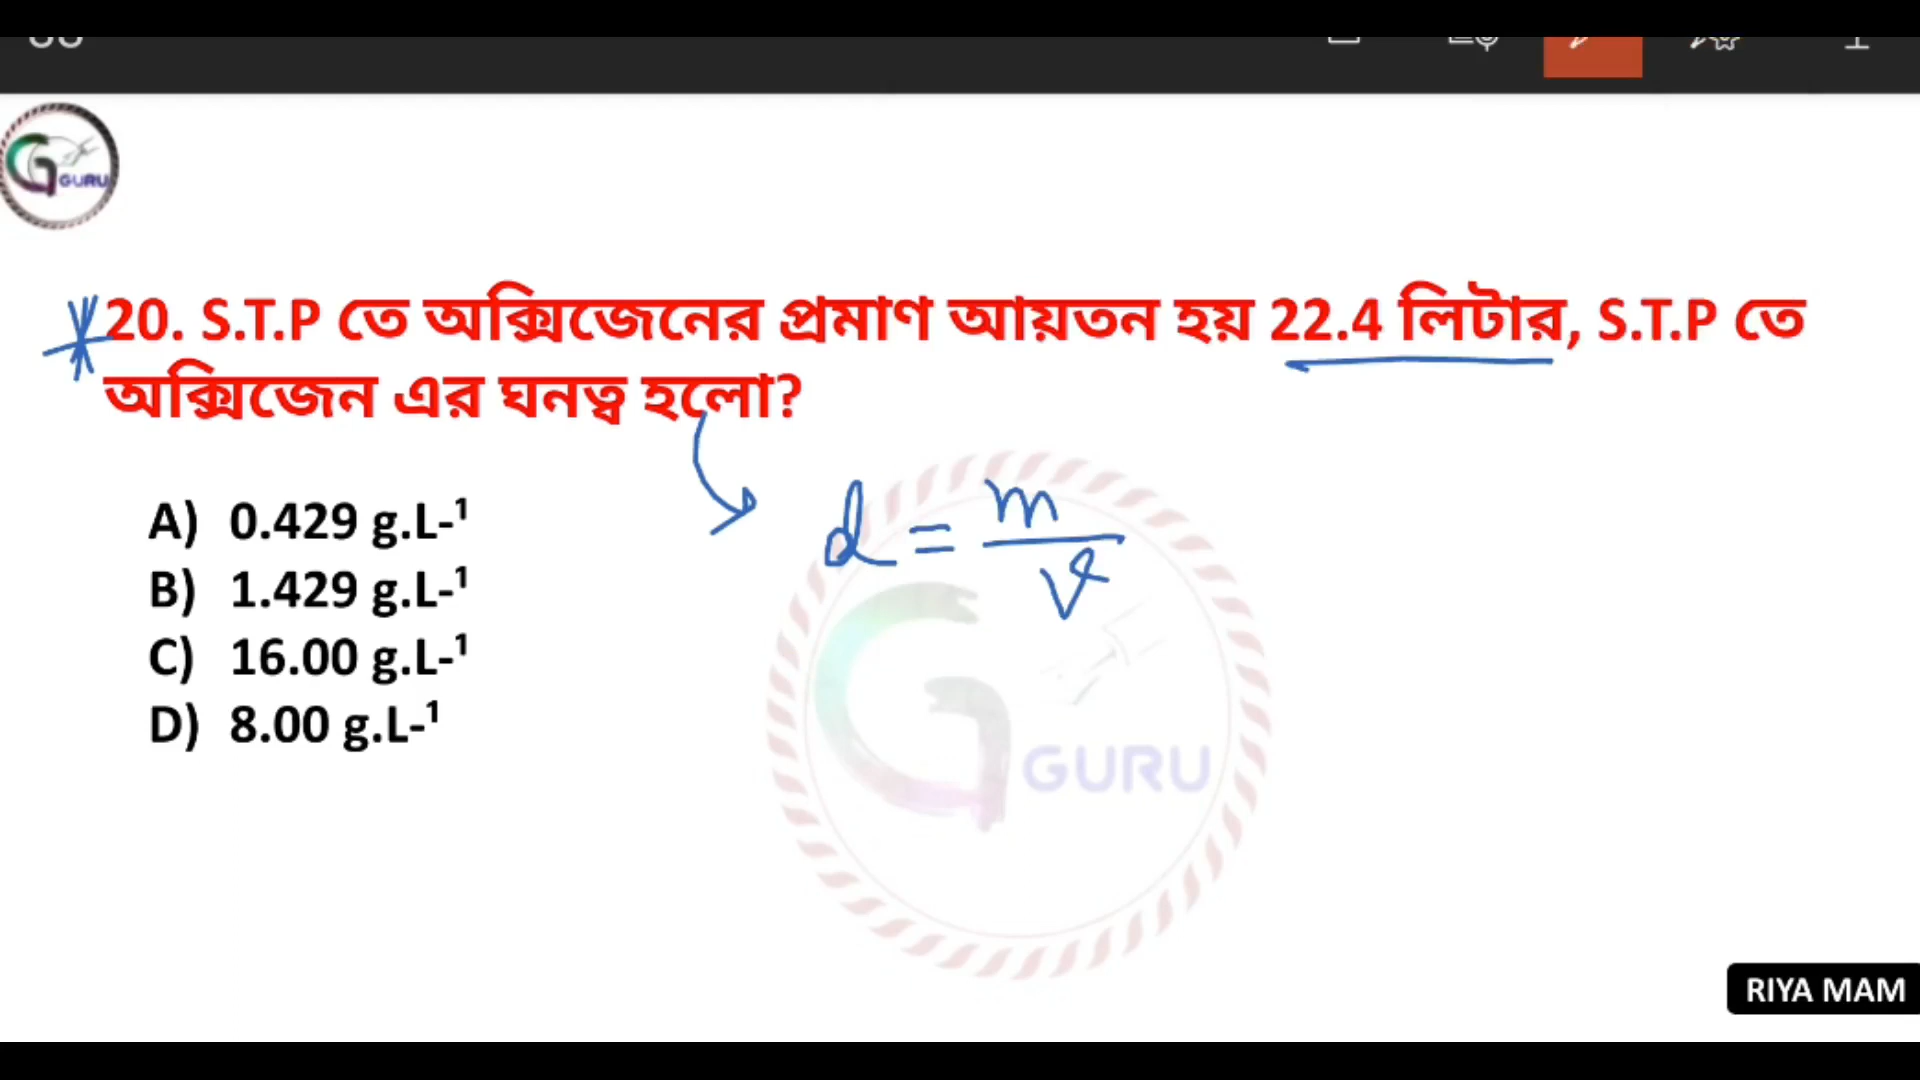 GURU
20. S.T.P তে অক্সিজেনের প্রমাণ আয়তন হয় 22.4 লিটার, S.T.P তে
অক্সিজেন এর ঘনত্ব হলো?
A) 0.429 g.L-¹
B) 1.429 g.L-¹
C) 16.00 g.L-¹
D) 8.00 g.L-¹
d = m
v
GURU
RIYA MAM